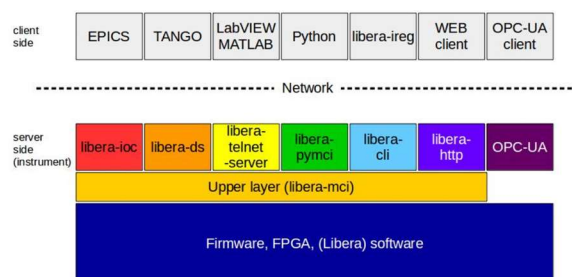 client
side
EPICS
TANGO
LabVIEW
MATLAB
Python
libera-ireg
WEB
client
OPC-UA
client
Network
server
side
(instrument)
libera-ioc
libera-ds
libera-
telnet
-server
libera-
pymci
libera-
cli
libera-
http
OPC-UA
Upper layer (libera-mci)
Firmware, FPGA, (Libera) software